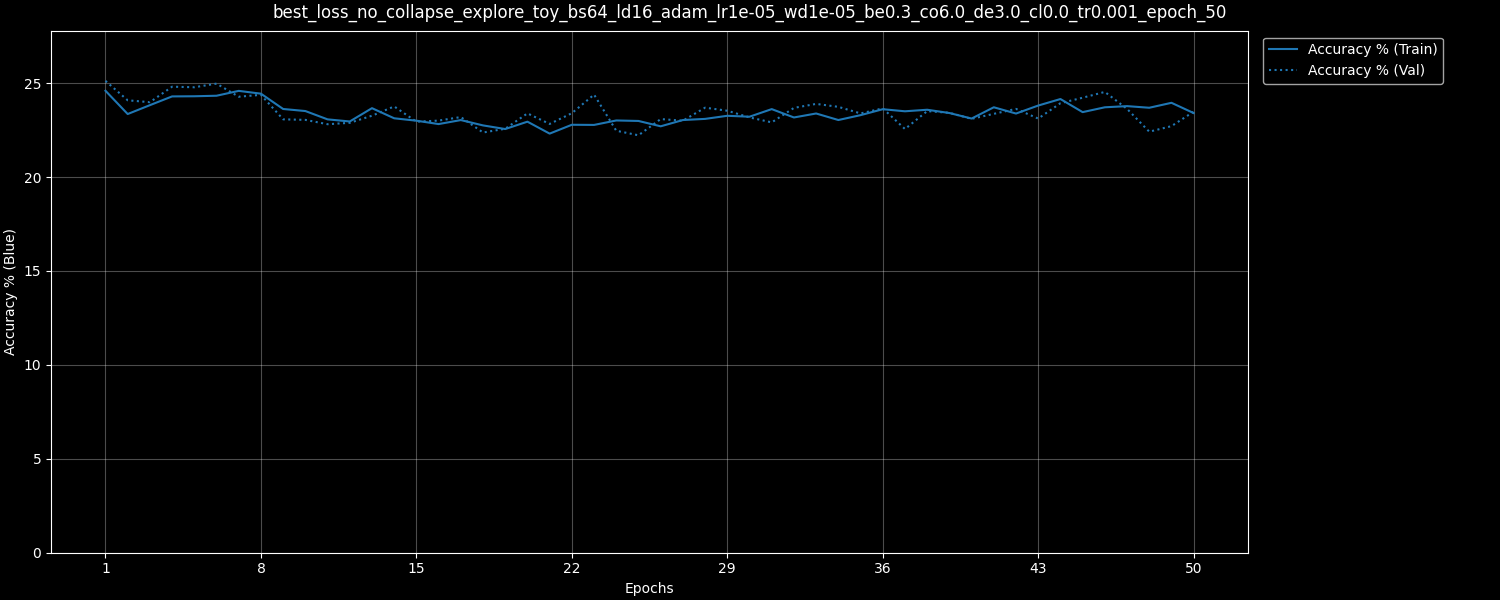 best_loss_no_collapse_explore_toy_bs64_ld16_adam_lr1e-05_wd1e-05_be0.3_co6.0_de3.0_cl0.0_tr0.001_epoch_50
Accuracy % (Train)
Accuracy % (Val)
Accuracy % (Blue)
25
20
15
10
5
0
1 8 15 22 29 36 43 50
Epochs